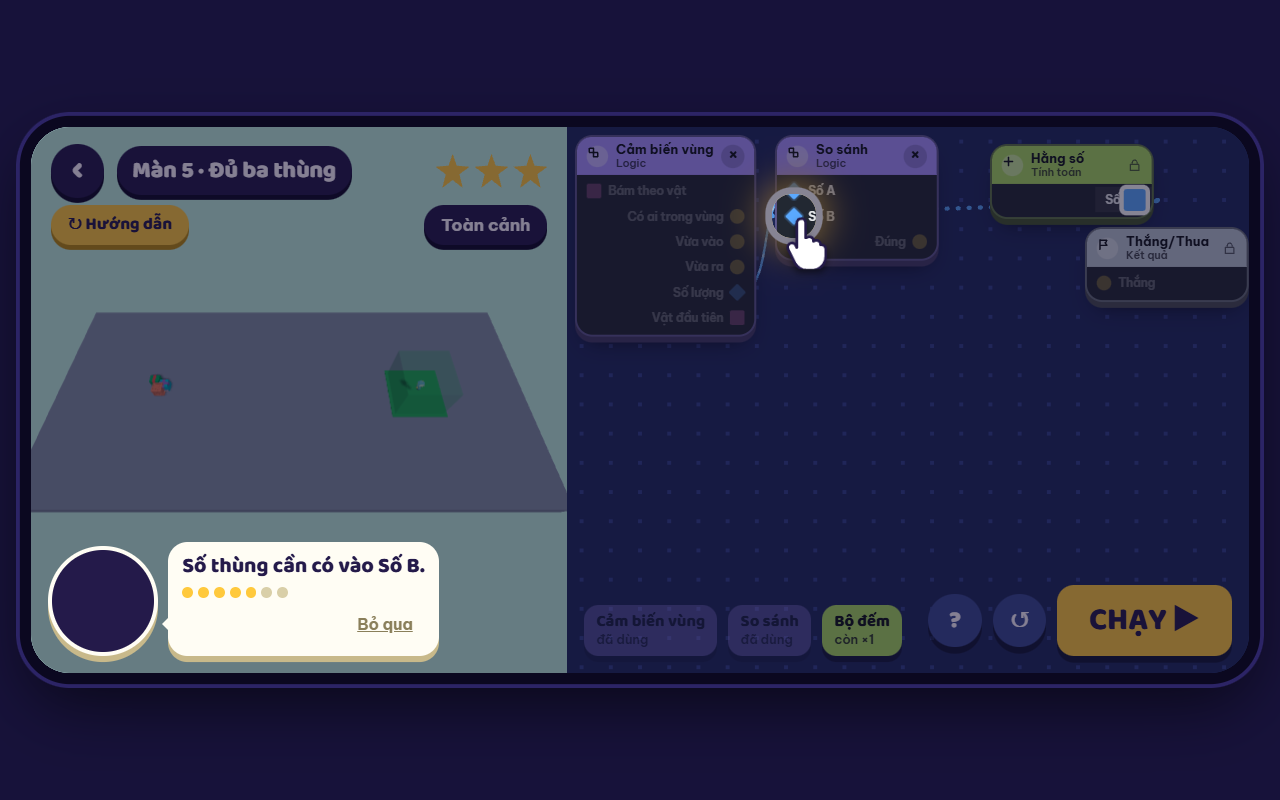 Màn 5 · Đủ ba thùng
Hướng dẫn
Toàn cảnh
Số thùng cần có vào Số B.
Bỏ qua
Cảm biến vùng
Logic
Bám theo vật
Có ai trong vùng
Vừa vào
Vừa ra
Số lượng
Vật đầu tiên
So sánh
Logic
Số A
B
Đúng
Hằng số
Tính toán
Thắng/Thua
Kết quả
Thắng
Cảm biến vùng
đã dùng
So sánh
đã dùng
Bộ đếm
còn ×1
?
CHẠY